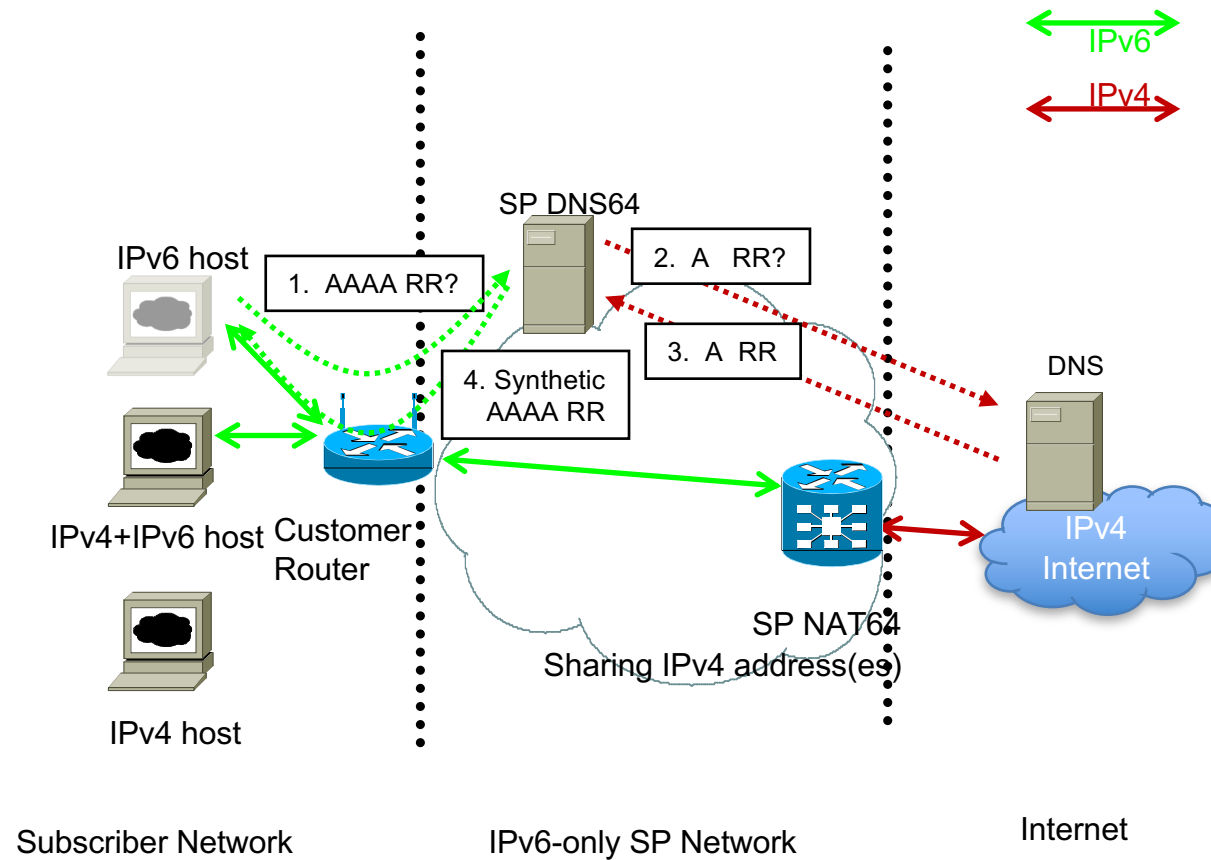 IPv6
IPv4
SP DNS64
IPv6 host
1. AAAA RR?
2. A RR?
3. A RR
4. Synthetic
AAAA RR
DNS
IPv4+IPv6 host
Customer
Router
IPv4
Internet
SP NAT64
Sharing IPv4 address(es)
IPv4 host
Subscriber Network
IPv6-only SP Network
Internet